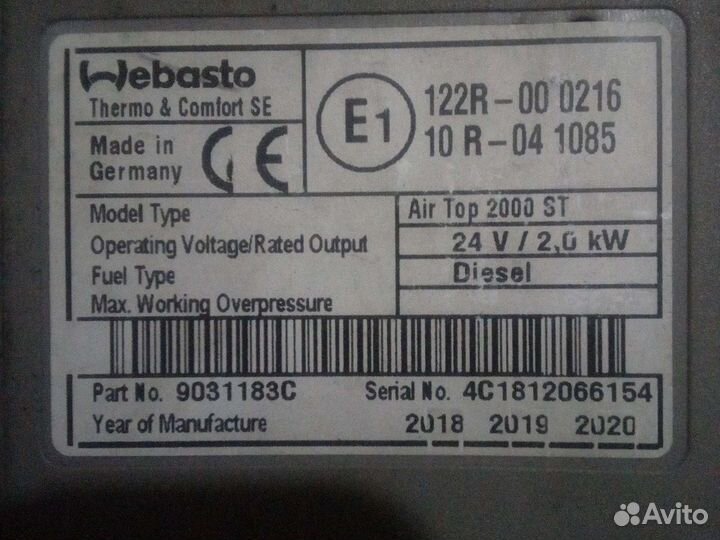 Webasto
Thermo & Comfort SE
Made in
Germany
CE
E1
122R-00 0216
10 R-04 1085
Model Type
Air Top 2000 ST
Operating Voltage/Rated Output
24 V / 2,0 kW
Fuel Type
Diesel
Max. Working Overpressure
Part No. 9031183C
Serial No. 4C1812066154
Year of Manufacture
2018 2019 2020
Avito